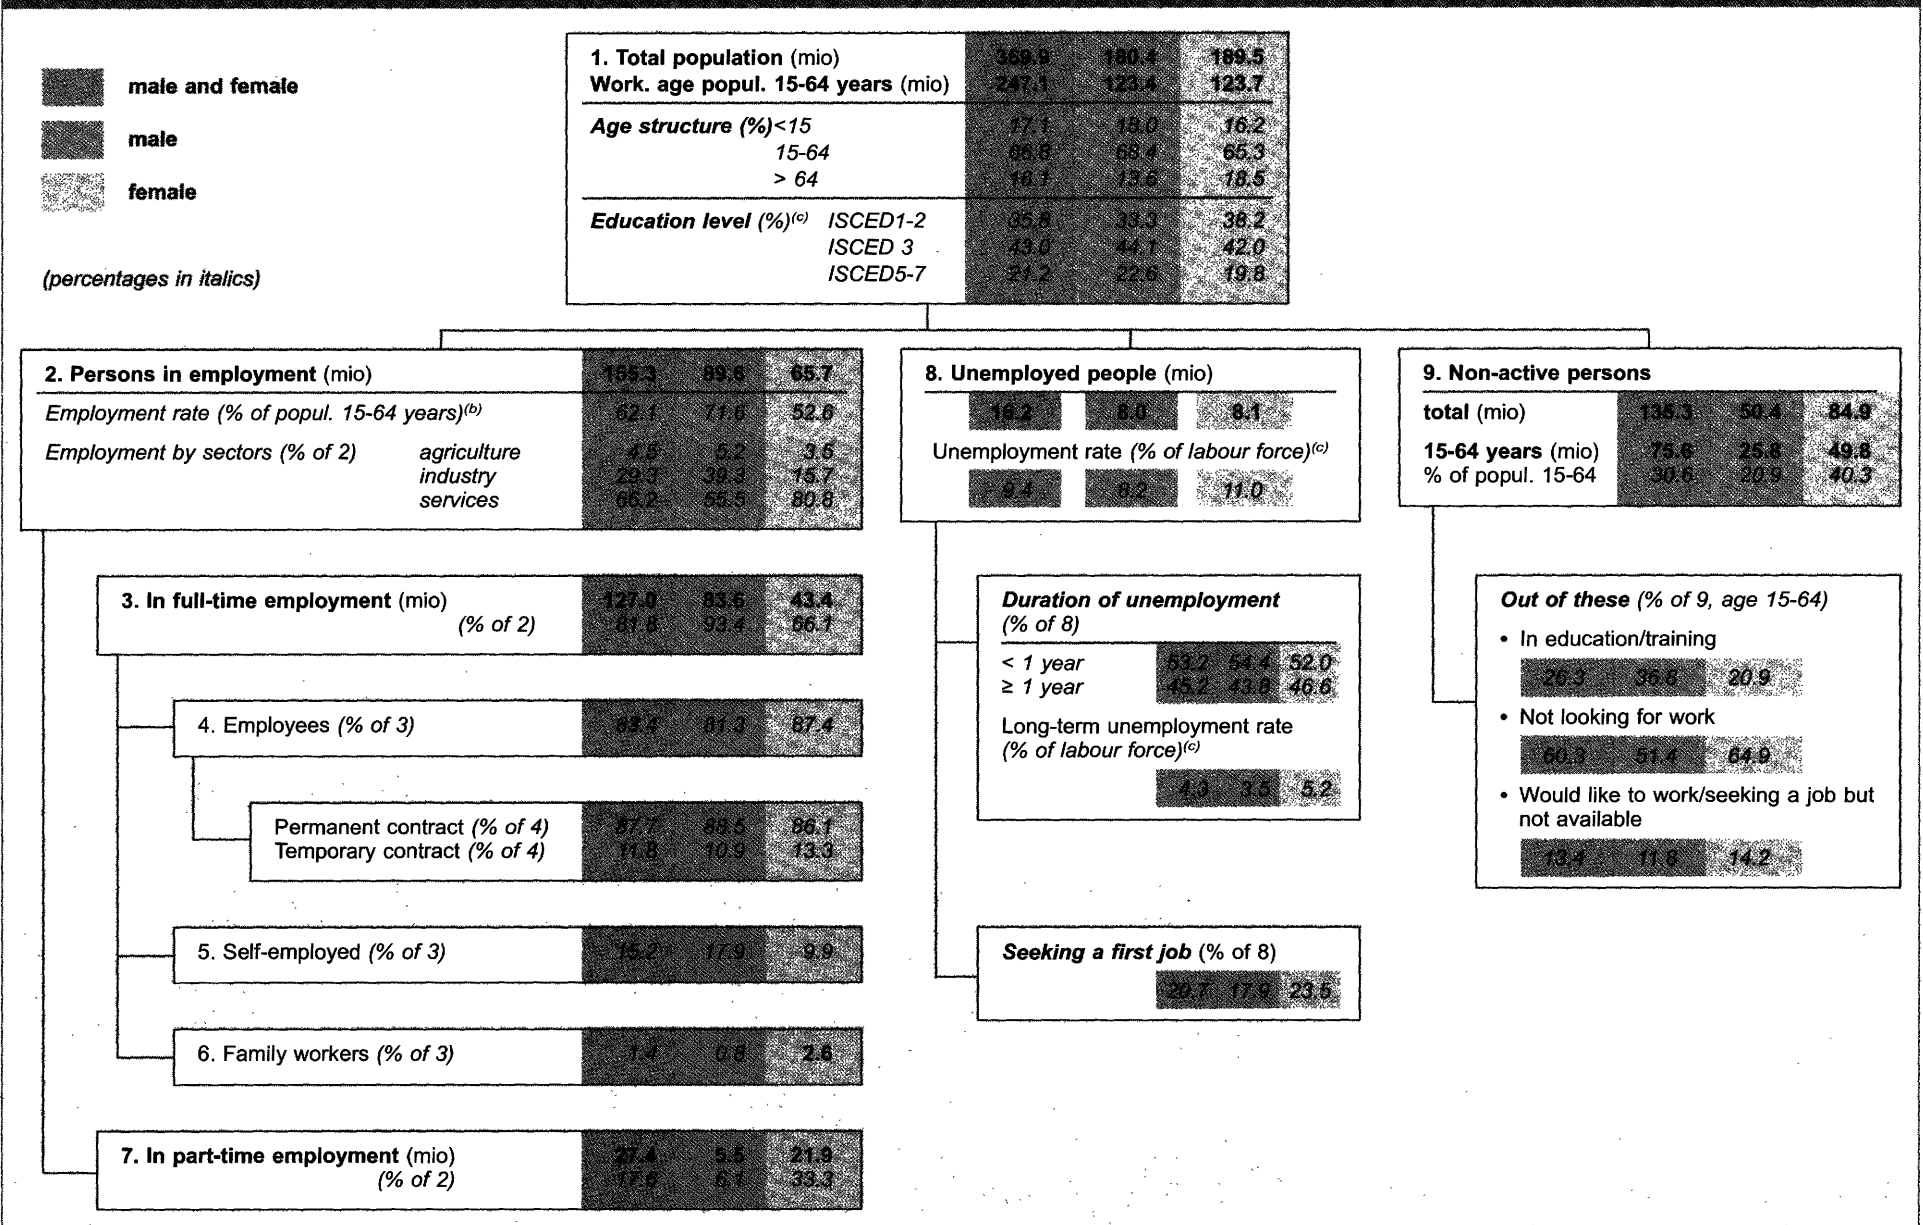 male and female
male
female
(percentages in italics)
1. Total population (mio) 369.9 180.4 189.5
Work. age popul. 15-64 years (mio) 247.1 123.4 123.7
Age structure (%)<15 17.1 18.0 16.2
15-64 66.8 68.4 65.3
> 64 16.1 13.6 18.5
Education level (%)(c) ISCED1-2 35.8 33.3 38.2
ISCED 3 43.0 44.1 42.0
ISCED5-7 21.2 22.6 19.8
2. Persons in employment (mio) 155.3 89.6 65.7
Employment rate (% of popul. 15-64 years)(b) 62.1 71.6 52.6
Employment by sectors (% of 2) agriculture 4.5 5.2 3.5
industry 29.3 39.3 15.7
services 66.2 55.5 80.8
3. In full-time employment (mio) 127.0 83.6 43.4
(% of 2) 81.8 93.4 66.1
4. Employees (% of 3) 83.4 81.3 87.4
Permanent contract (% of 4) 87.7 88.5 86.1
Temporary contract (% of 4) 11.8 10.9 13.3
5. Self-employed (% of 3) 15.2 17.9 9.9
6. Family workers (% of 3) 1.4 0.8 2.6
7. In part-time employment (mio) 27.4 5.5 21.9
(% of 2) 17.6 6.1 33.3
8. Unemployed people (mio)
16.2 8.0 8.1
Unemployment rate (% of labour force)(c)
9.4 8.2 11.0
Duration of unemployment
(% of 8)
< 1 year 53.2 54.4 52.0
≥ 1 year 45.2 43.8 46.6
Long-term unemployment rate
(% of labour force)(c)
4.3 3.5 5.2
Seeking a first job (% of 8)
20.7 17.9 23.5
9. Non-active persons
total (mio) 135.3 50.4 84.9
15-64 years (mio) 75.6 25.8 49.8
% of popul. 15-64 30.6 20.9 40.3
Out of these (% of 9, age 15-64)
• In education/training
26.3 36.8 20.9
• Not looking for work
60.3 51.4 64.9
• Would like to work/seeking a job but
not available
13.4 11.8 14.2